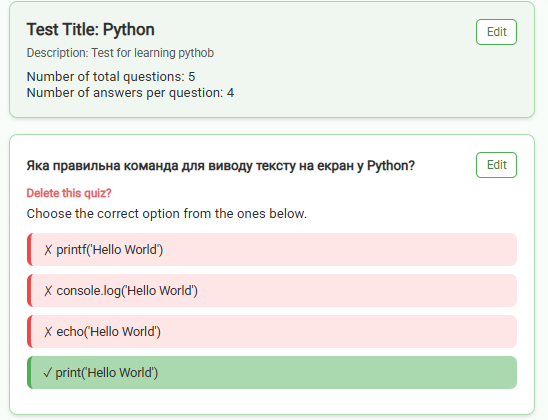 Test Title: Python
Edit
Description: Test for learning pythob
Number of total questions: 5
Number of answers per question: 4
Яка правильна команда для виводу тексту на екран у Python?
Edit
Delete this quiz?
Choose the correct option from the ones below.
✗ printf('Hello World')
✗ console.log('Hello World')
✗ echo('Hello World')
✓ print('Hello World')